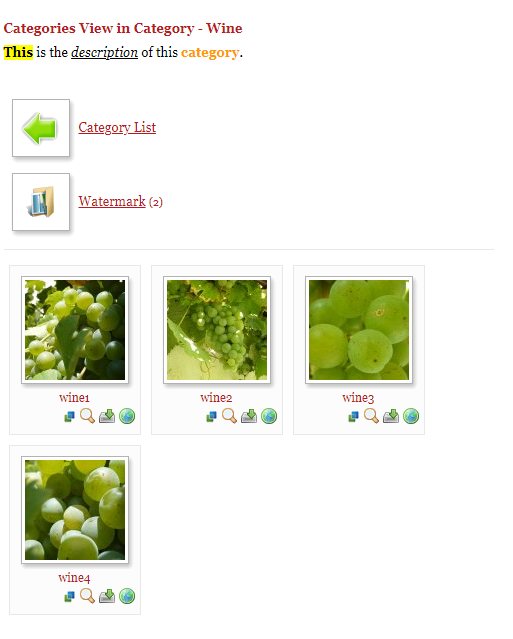 Categories View in Category - Wine
This is the description of this category.
Category List
Watermark (2)
wine1
wine2
wine3
wine4